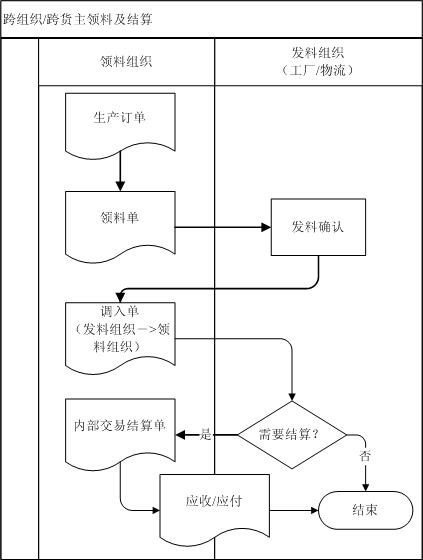 跨组织/跨货主领料及结算
领料组织
发料组织
（工厂/物流）
生产订单
领料单
发料确认
调入单
（发料组织－>领
料组织）
内部交易结算单
是
需要结算？
否
应收/应付
结束